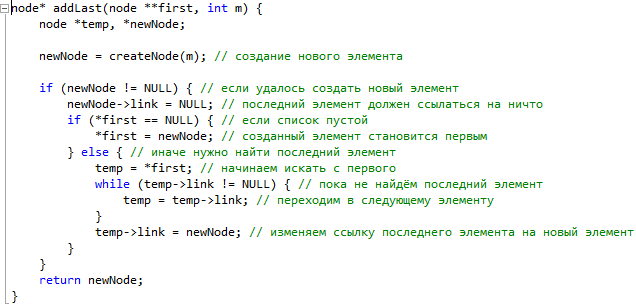 node* addLast(node **first, int m) {
    node *temp, *newNode;

    newNode = createNode(m); // создание нового элемента

    if (newNode != NULL) { // если удалось создать новый элемент
        newNode->link = NULL; // последний элемент должен ссылаться на ничто
        if (*first == NULL) { // если список пустой
            *first = newNode; // созданный элемент становится первым
        } else { // иначе нужно найти последний элемент
            temp = *first; // начинаем искать с первого
            while (temp->link != NULL) { // пока не найдём последний элемент
                temp = temp->link; // переходим в следующему элементу
            }
            temp->link = newNode; // изменяем ссылку последнего элемента на новый элемент
        }
    }
    return newNode;
}